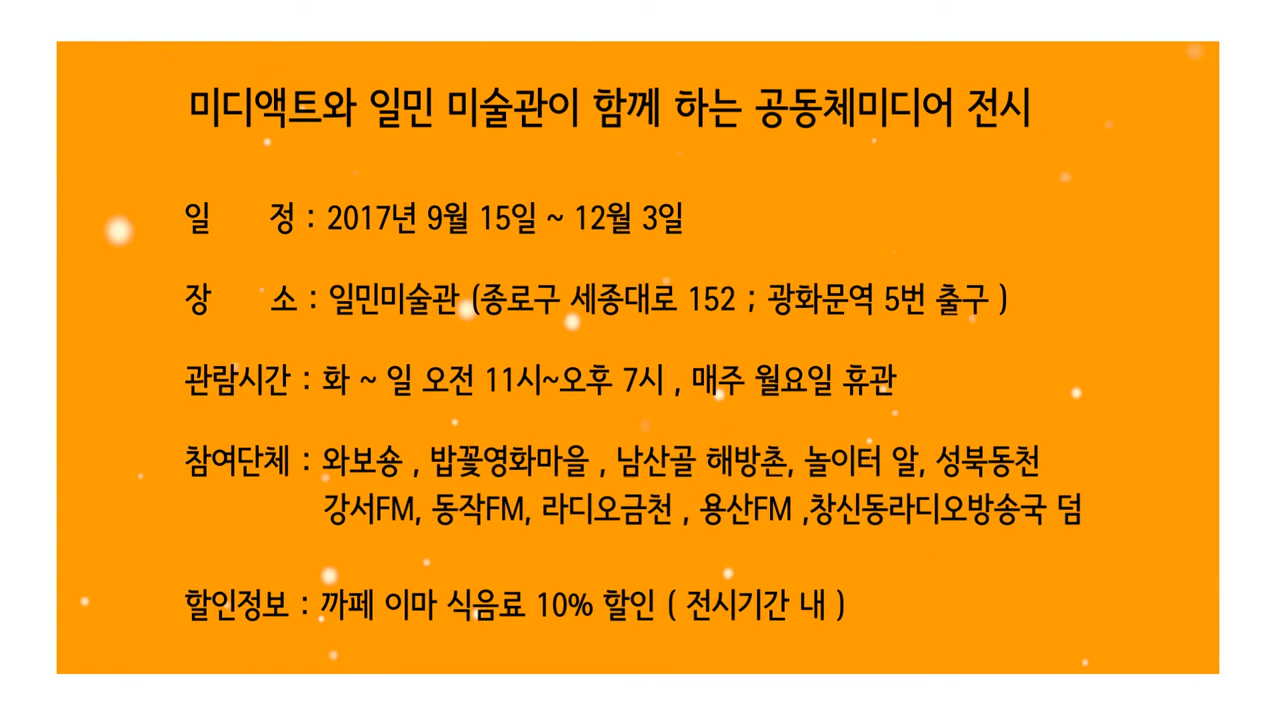 미디액트와 일민 미술관이 함께 하는 공동체미디어 전시
일 정 : 2017년 9월 15일 ~ 12월 3일
장 소 : 일민미술관 (종로구 세종대로 152 ; 광화문역 5번 출구 )
관람시간 : 화 ~ 일 오전 11시~오후 7시 , 매주 월요일 휴관
참여단체 : 와보숑 , 밥꽃영화마을 , 남산골 해방촌, 놀이터 알, 성북동천
강서FM, 동작FM, 라디오금천 , 용산FM ,창신동라디오방송국 덤
할인정보 : 까페 이마 식음료 10% 할인 ( 전시기간 내 )